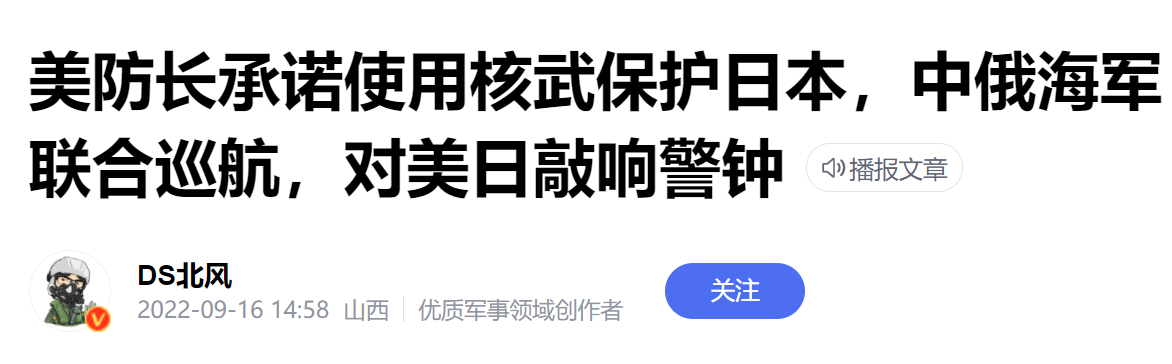 美防长承诺使用核武保护日本，中俄海军
联合巡航，对美日敲响警钟 播报文章
DS北风
2022-09-16 14:58 山西 优质军事领域创作者
关注